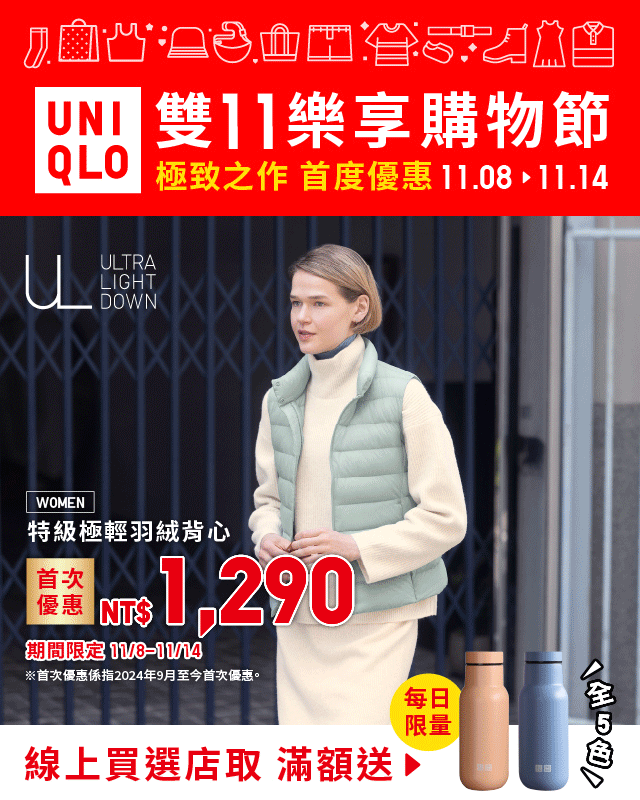 UNI
QLO
雙11樂享購物節
極致之作 首度優惠 11.08 ▸ 11.14
UL
ULTRA
LIGHT
DOWN
WOMEN
特級極輕羽絨背心
首次
優惠
NT$1,290
期間限定 11/8-11/14
※首次優惠係指2024年9月至今首次優惠。
每日
限量
全5色
線上買選店取 滿額送▸